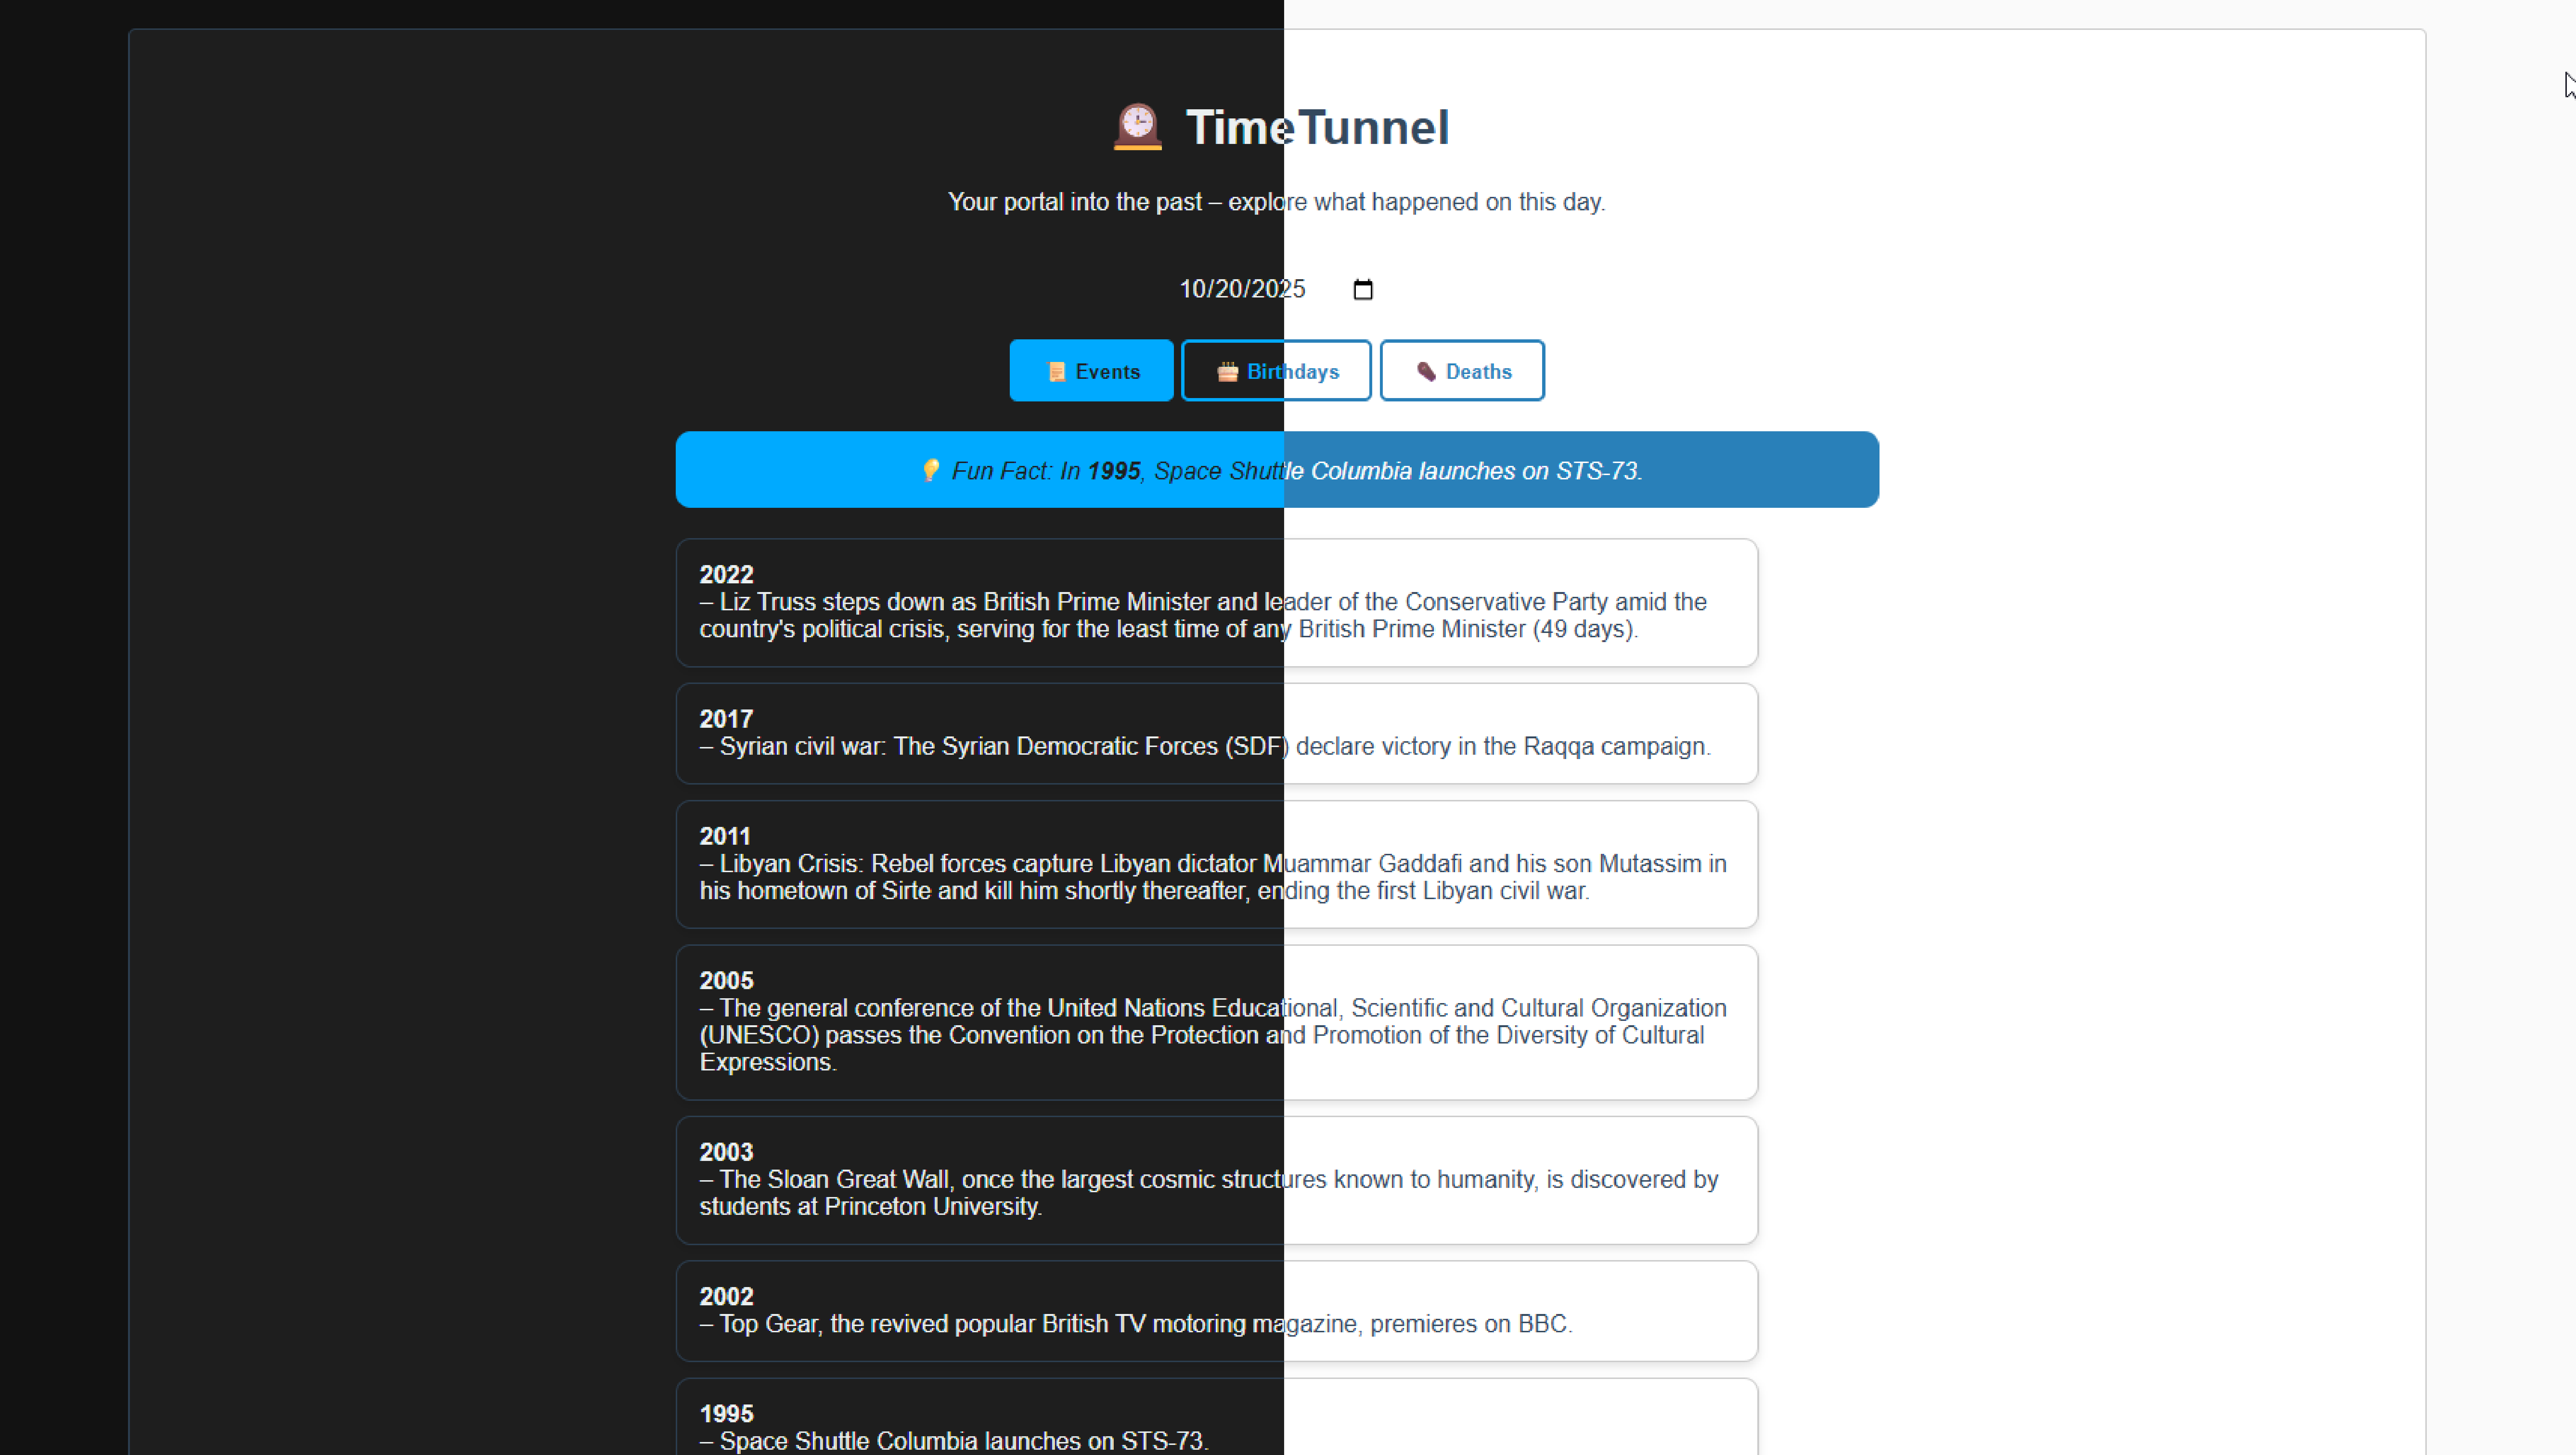 TimeTunnel
Your portal into the past – explore what happened on this day.
10/20/2025
Events
Birthdays
Deaths
Fun Fact: In 1995, Space Shuttle Columbia launches on STS-73.
2022
– Liz Truss steps down as British Prime Minister and leader of the Conservative Party amid the
country's political crisis, serving for the least time of any British Prime Minister (49 days).
2017
– Syrian civil war: The Syrian Democratic Forces (SDF) declare victory in the Raqqa campaign.
2011
– Libyan Crisis: Rebel forces capture Libyan dictator Muammar Gaddafi and his son Mutassim in
his hometown of Sirte and kill him shortly thereafter, ending the first Libyan civil war.
2005
– The general conference of the United Nations Educational, Scientific and Cultural Organization
(UNESCO) passes the Convention on the Protection and Promotion of the Diversity of Cultural
Expressions.
2003
– The Sloan Great Wall, once the largest cosmic structures known to humanity, is discovered by
students at Princeton University.
2002
– Top Gear, the revived popular British TV motoring magazine, premieres on BBC.
1995
– Space Shuttle Columbia launches on STS-73.